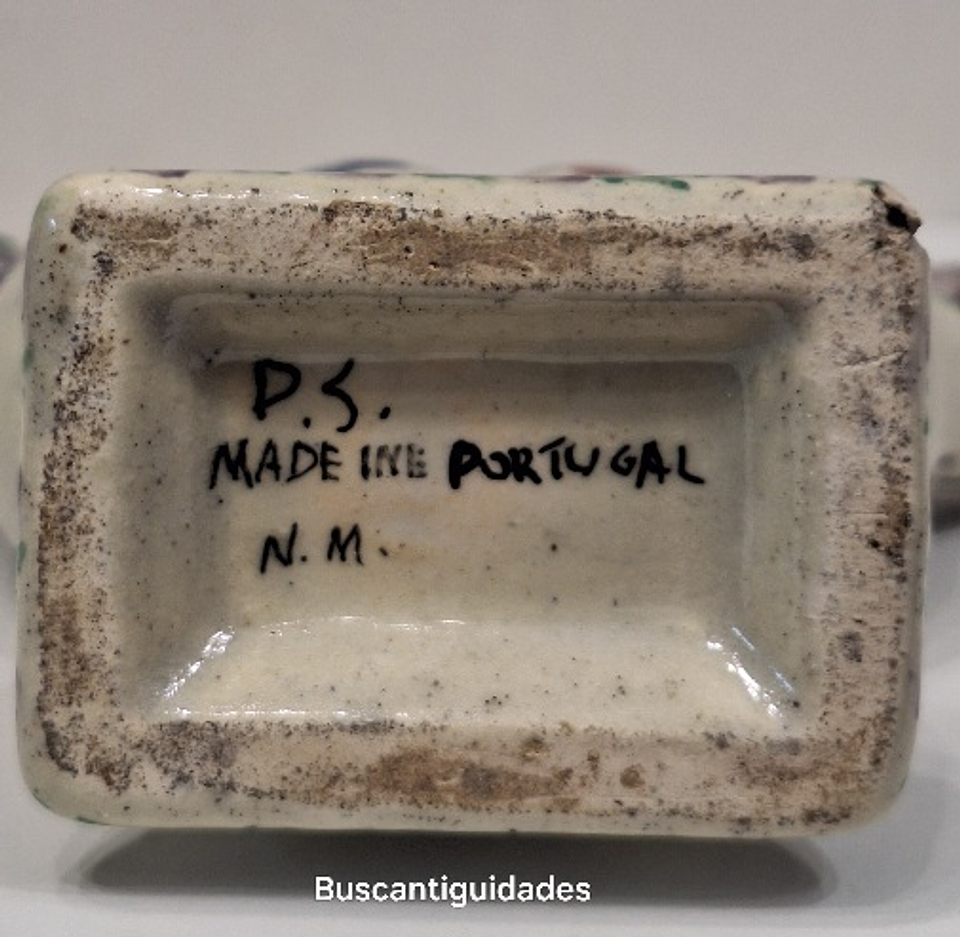 P.S.
MADE INE PORTUGAL
N.M.
Buscantiguidades